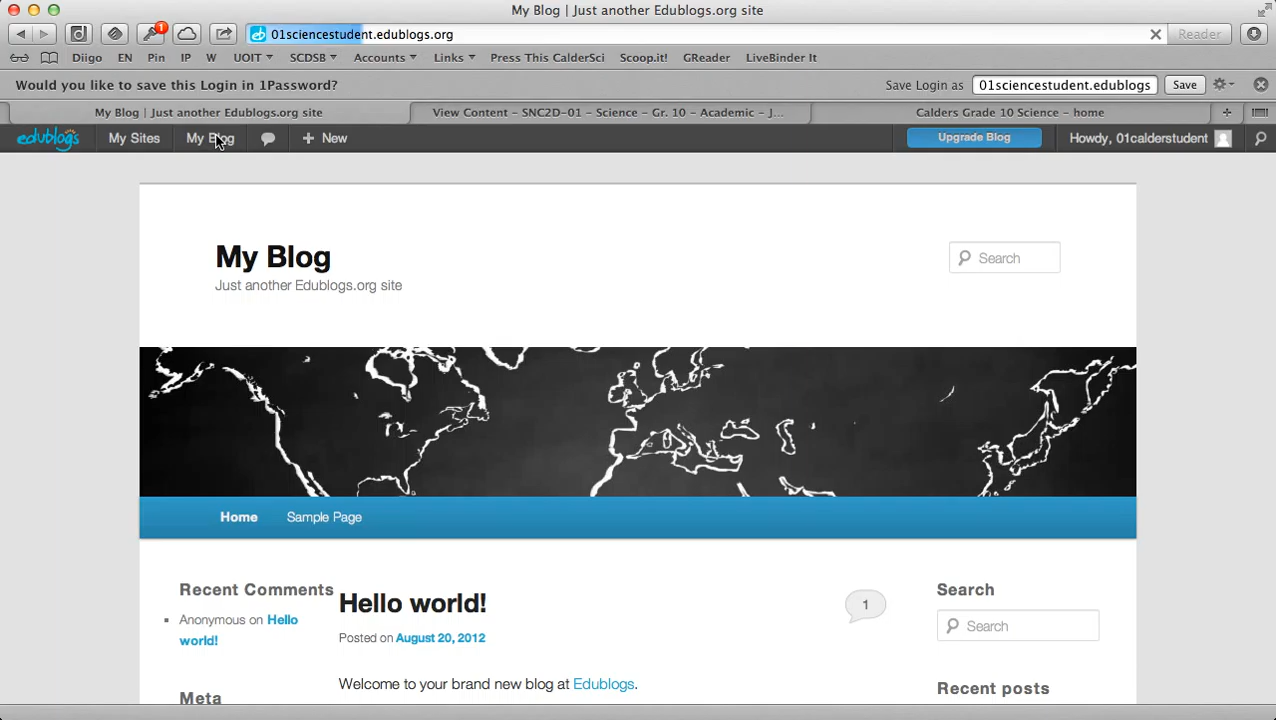 My Blog | Just another Edublogs.org site
1
01sciencestudent.edublogs.org
Reader
Diigo EN Pin IP W UOIT SCDSB Accounts Links Press This CalderSci Scoop.it! GReader LiveBinder It
Would you like to save this Login in 1Password?
Save Login as 01sciencestudent.edublogs Save
My Blog | Just another Edublogs.org site
View Content – SNC2D-01 – Science – Gr. 10 – Academic – J...
Calders Grade 10 Science – home
edublogs My Sites My Blog + New Upgrade Blog Howdy, 01calderstudent
My Blog
Just another Edublogs.org site
Search
Home Sample Page
Recent Comments
Anonymous on Hello
world!
Meta
Hello world!
1
Posted on August 20, 2012
Welcome to your brand new blog at Edublogs.
Search
Search
Recent posts